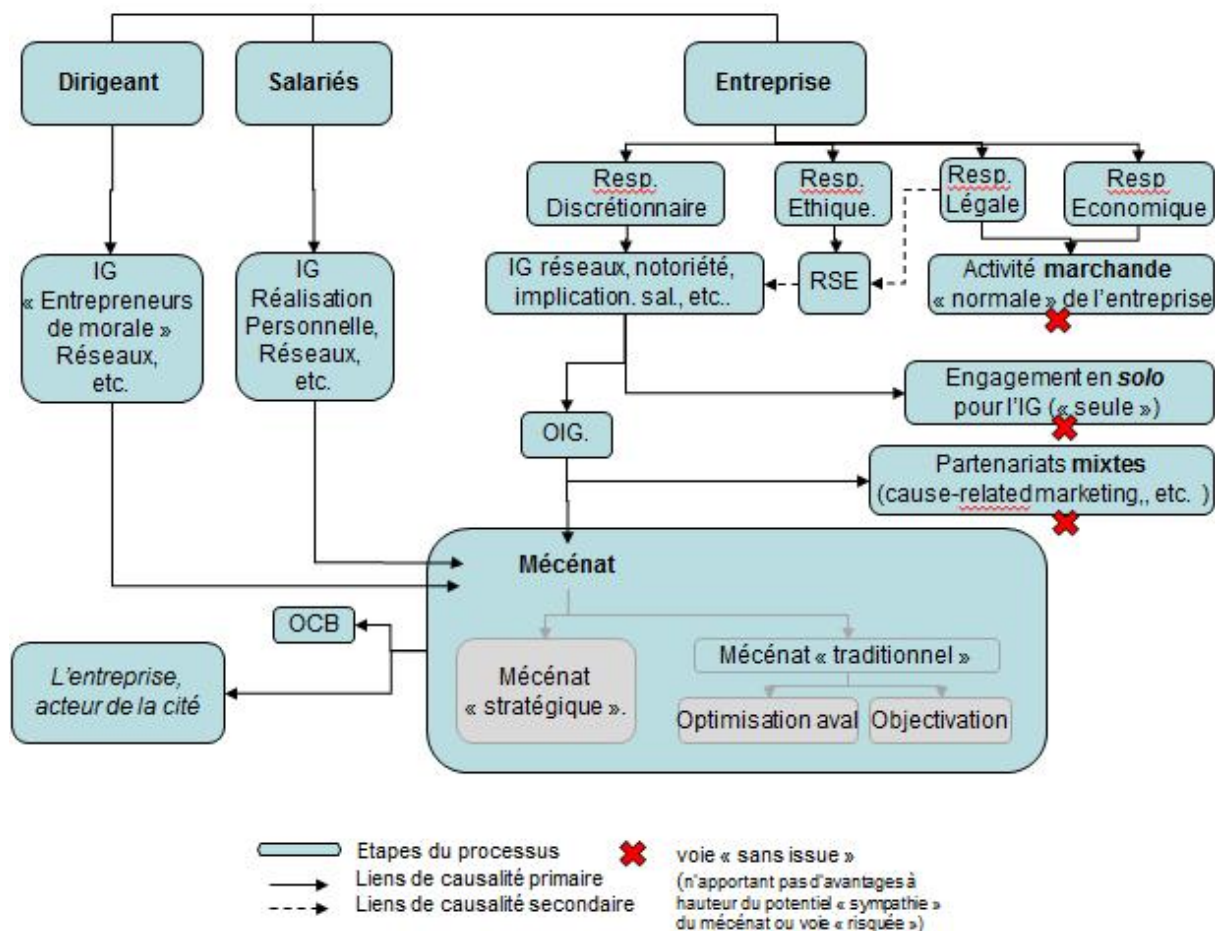 Dirigeant
Salariés
Entreprise
Resp.
Discrétionnaire
Resp.
Ethique.
Resp.
Légale
Resp
Economique
IG
« Entrepreneurs
de morale »
Réseaux,
etc.
IG
Réalisation
Personnelle,
Réseaux,
etc.
IG réseaux, notoriété,
implication. sal., etc..
RSE
Activité marchande
« normale » de l’entreprise
Engagement en solo
pour l’IG (« seule »)
OIG.
Partenariats mixtes
(cause-related marketing,, etc. )
Mécénat
OCB
L’entreprise,
acteur de la cité
Mécénat
« stratégique ».
Mécénat « traditionnel »
Optimisation aval
Objectivation
Etapes du processus
Liens de causalité primaire
Liens de causalité secondaire
voie « sans issue »
(n’apportant pas d’avantages à
hauteur du potentiel « sympathie »
du mécénat ou voie « risquée »)